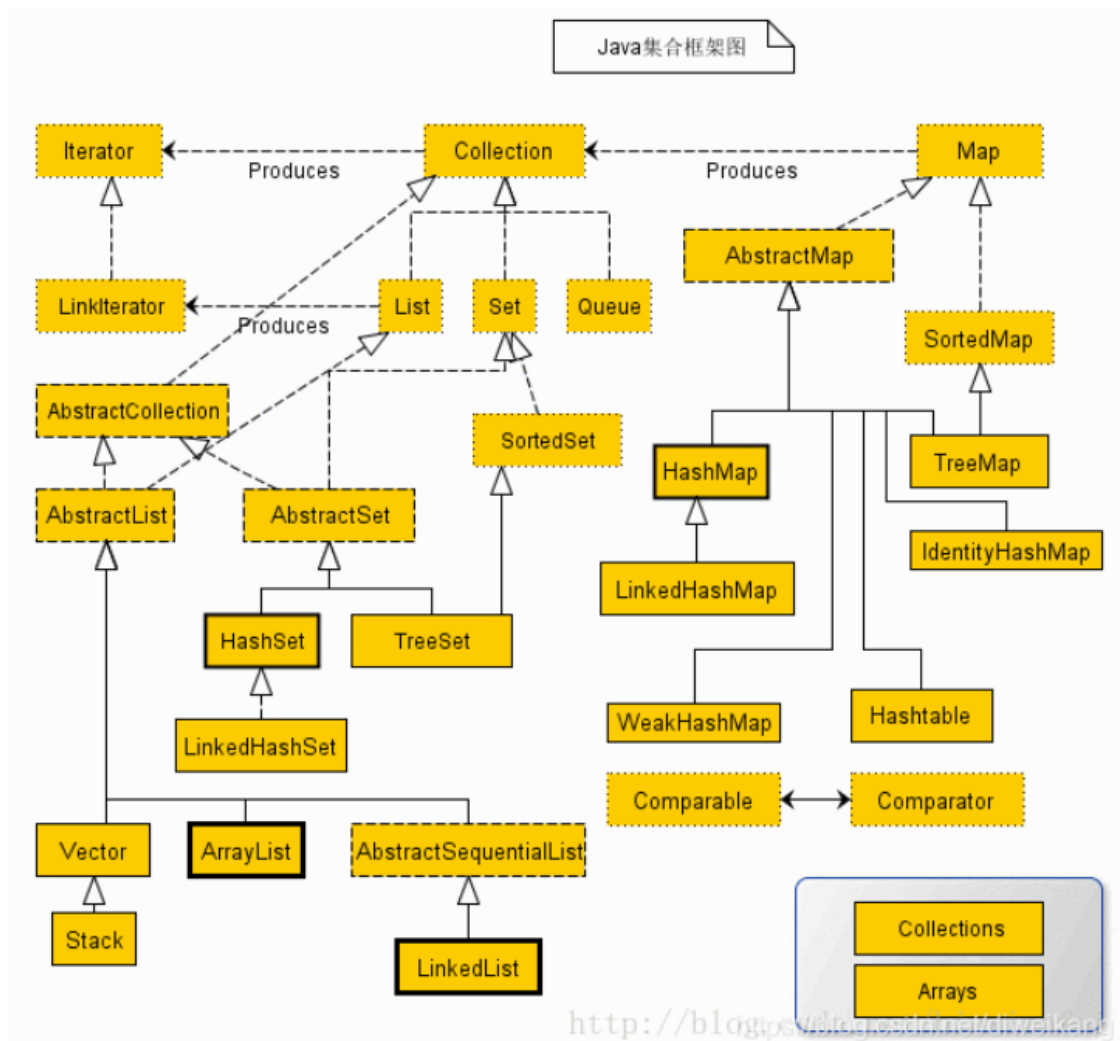 Java集合框架图
Iterator
Produces
Collection
Produces
Map
AbstractMap
LinkIterator
Produces
List
Set
Queue
SortedMap
AbstractCollection
SortedSet
HashMap
TreeMap
AbstractList
AbstractSet
IdentityHashMap
LinkedHashMap
HashSet
TreeSet
WeakHashMap
Hashtable
LinkedHashSet
Comparable
Comparator
Vector
ArrayList
AbstractSequentialList
Stack
LinkedList
Collections
Arrays
http://blog.